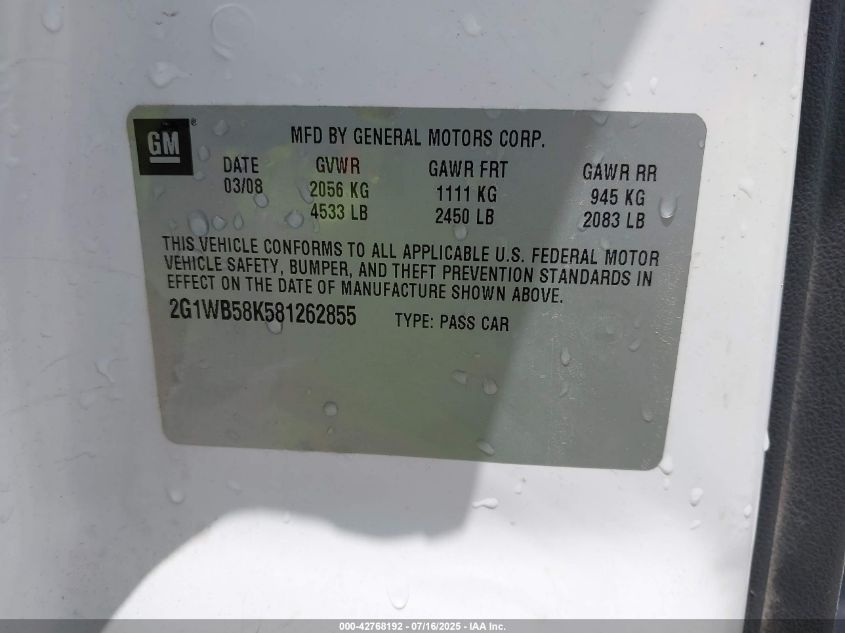 GM®
MFD BY GENERAL MOTORS CORP.
DATE GVWR GAWR FRT GAWR RR
03/08 2056 KG 1111 KG 945 KG
4533 LB 2450 LB 2083 LB
THIS VEHICLE CONFORMS TO ALL APPLICABLE U.S. FEDERAL MOTOR
VEHICLE SAFETY, BUMPER, AND THEFT PREVENTION STANDARDS IN
EFFECT ON THE DATE OF MANUFACTURE SHOWN ABOVE.
2G1WB58K581262855 TYPE: PASS CAR
000-42768192 - 07/16/2025 - IAA Inc.